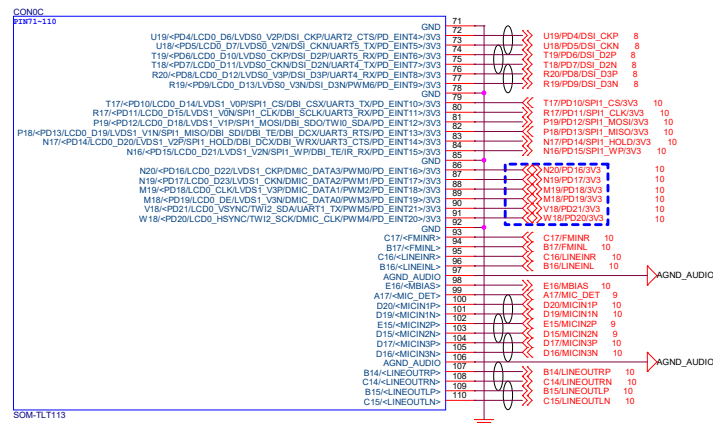 CON0C
PIN71~110
GND 71
U19/<PD4/LCD0_D6/LVDS0_V2P/DSI_CKP/UART2_CTS/PD_EINT4>/3V3 72 U19/PD4/DSI_CKP 8
U18/<PD5/LCD0_D7/LVDS0_V2N/DSI_CKN/UART5_TX/PD_EINT5>/3V3 73 U18/PD5/DSI_CKN 8
T19/<PD6/LCD0_D10/LVDS0_CKP/DSI_D2P/UART5_RX/PD_EINT6>/3V3 74 T19/PD6/DSI_D2P 8
T18/<PD7/LCD0_D11/LVDS0_CKN/DSI_D2N/UART4_TX/PD_EINT7>/3V3 75 T18/PD7/DSI_D2N 8
R20/<PD8/LCD0_D12/LVDS0_V3P/DSI_D3P/UART4_RX/PD_EINT8>/3V3 76 R20/PD8/DSI_D3P 8
R19/<PD9/LCD0_D13/LVDS0_V3N/DSI_D3N/PWM6/PD_EINT9>/3V3 77 R19/PD9/DSI_D3N 8
GND 78
T17/<PD10/LCD0_D14/LVDS1_V0P/SPI1_CS/DBI_CSX/UART3_TX/PD_EINT10>/3V3 79 T17/PD10/SPI1_CS/3V3 10
R17/<PD11/LCD0_D15/LVDS1_V0N/SPI1_CLK/DBI_SCLK/UART3_RX/PD_EINT11>/3V3 80 R17/PD11/SPI1_CLK/3V3 10
P19/<PD12/LCD0_D18/LVDS1_V1P/SPI1_MOSI/DBI_SDO/TWI0_SDA/PD_EINT12>/3V3 81 P19/PD12/SPI1_MOSI/3V3 10
P18/<PD13/LCD0_D19/LVDS1_V1N/SPI1_MISO/DBI_SDI/DBI_TE/DBI_DCX/UART3_RTS/PD_EINT13>/3V3 82 P18/PD13/SPI1_MISO/3V3 10
N17/<PD14/LCD0_D20/LVDS1_V2P/SPI1_HOLD/DBI_DCX/DBI_WRX/UART3_CTS/PD_EINT14>/3V3 83 N17/PD14/SPI1_HOLD/3V3 10
N16/<PD15/LCD0_D21/LVDS1_V2N/SPI1_WP/DBI_TE/IR_RX/PD_EINT15>/3V3 84 N16/PD15/SPI1_WP/3V3 10
GND 85
N20/<PD16/LCD0_D22/LVDS1_CKP/DMIC_DATA3/PWM0/PD_EINT16>/3V3 86 N20/PD16/3V3 10
N19/<PD17/LCD0_D23/LVDS1_CKN/DMIC_DATA2/PWM1/PD_EINT17>/3V3 87 N19/PD17/3V3 10
M19/<PD18/LCD0_CLK/LVDS1_V3P/DMIC_DATA1/PWM2/PD_EINT18>/3V3 88 M19/PD18/3V3 10
M18/<PD19/LCD0_DE/LVDS1_V3N/DMIC_DATA0/PWM3/PD_EINT19>/3V3 89 M18/PD19/3V3 10
V18/<PD21/LCD0_VSYNC/TWI2_SDA/UART1_TX/PWM5/PD_EINT21>/3V3 90 V18/PD21/3V3 10
W18/<PD20/LCD0_HSYNC/TWI2_SCK/DMIC_CLK/PWM4/PD_EINT20>/3V3 91 W18/PD20/3V3 10
GND 92
C17/<FMINR> 93 C17/FMINR 10
B17/<FMINL> 94 B17/FMINL 10
C16/<LINEINR> 95 C16/LINEINR 10
B16/<LINEINL> 96 B16/LINEINL 10
AGND_AUDIO 97 AGND_AUDIO
E16/<MBIAS> 98 E16/MBIAS 10
A17/<MIC_DET> 99 A17/MIC_DET 9
D20/<MICIN1P> 100 D20/MICIN1P 10
D19/<MICIN1N> 101 D19/MICIN1N 10
E15/<MICIN2P> 102 E15/MICIN2P 9
D15/<MICIN2N> 103 D15/MICIN2N 9
D17/<MICIN3P> 104 D17/MICIN3P 10
D16/<MICIN3N> 105 D16/MICIN3N 10
AGND_AUDIO 106 AGND_AUDIO
B14/<LINEOUTRP> 107 B14/LINEOUTRP 10
C14/<LINEOUTRN> 108 C14/LINEOUTRN 10
B15/<LINEOUTLP> 109 B15/LINEOUTLP 10
C15/<LINEOUTLN> 110 C15/LINEOUTLN 10
SOM-TLT113